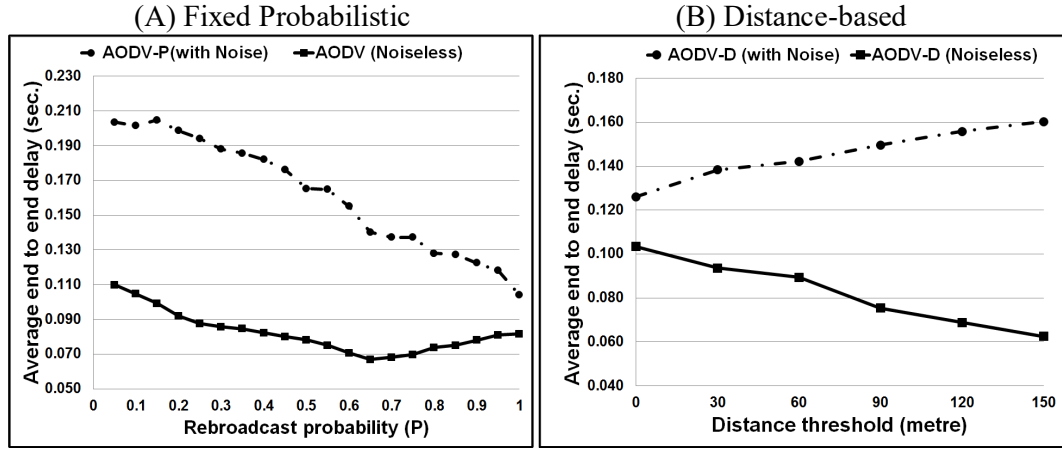 (A) Fixed Probabilistic
AODV-P(with Noise) AODV (Noiseless)
Average end to end delay (sec.)
0.230
0.210
0.190
0.170
0.150
0.130
0.110
0.090
0.070
0.050
0 0.1 0.2 0.3 0.4 0.5 0.6 0.7 0.8 0.9 1
Rebroadcast probability (P)
(B) Distance-based
AODV-D (with Noise) AODV-D (Noiseless)
Average end to end delay (sec.)
0.180
0.160
0.140
0.120
0.100
0.080
0.060
0.040
0 30 60 90 120 150
Distance threshold (metre)